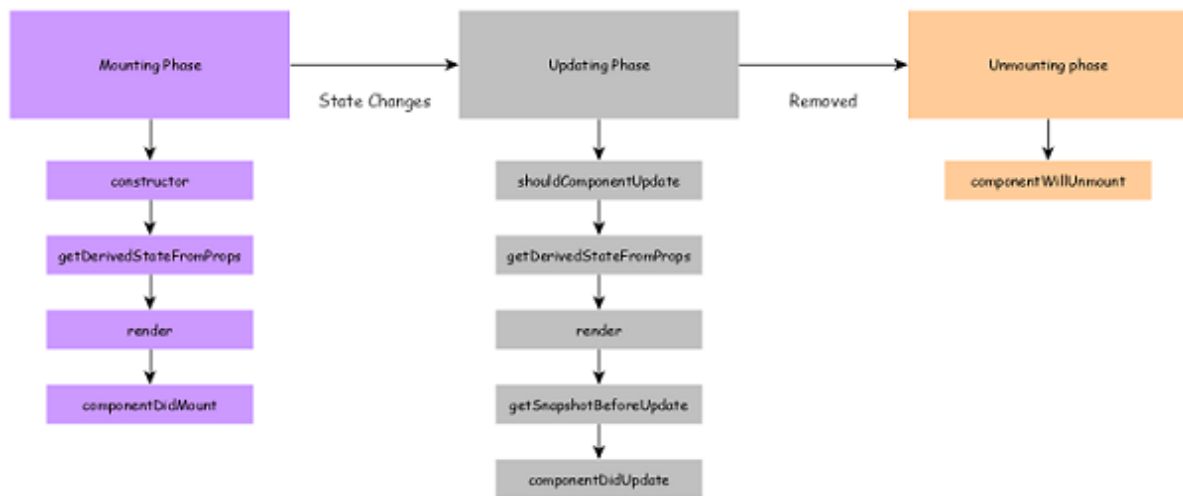 Mounting Phase
State Changes
Updating Phase
Removed
Unmounting phase
constructor
getDerivedStateFromProps
render
componentDidMount
shouldComponentUpdate
getDerivedStateFromProps
render
getSnapshotBeforeUpdate
componentDidUpdate
componentWillUnmount